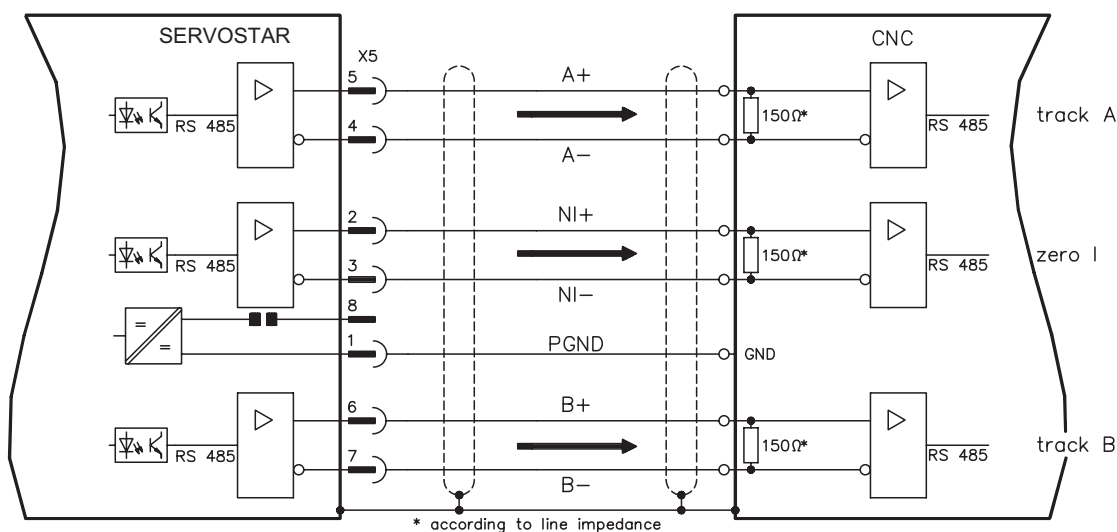 SERVOSTAR
CNC
X5
5
A+
RS 485
150Ω*
RS 485
track A
4
A–
2
NI+
RS 485
150Ω*
RS 485
zero I
3
NI–
8
=
=
1
PGND
GND
6
B+
RS 485
150Ω*
RS 485
track B
7
B–
* according to line impedance